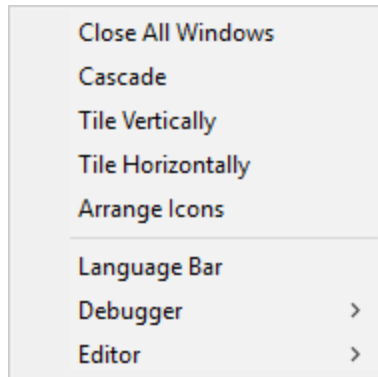 Close All Windows
Cascade
Tile Vertically
Tile Horizontally
Arrange Icons
Language Bar
Debugger
Editor